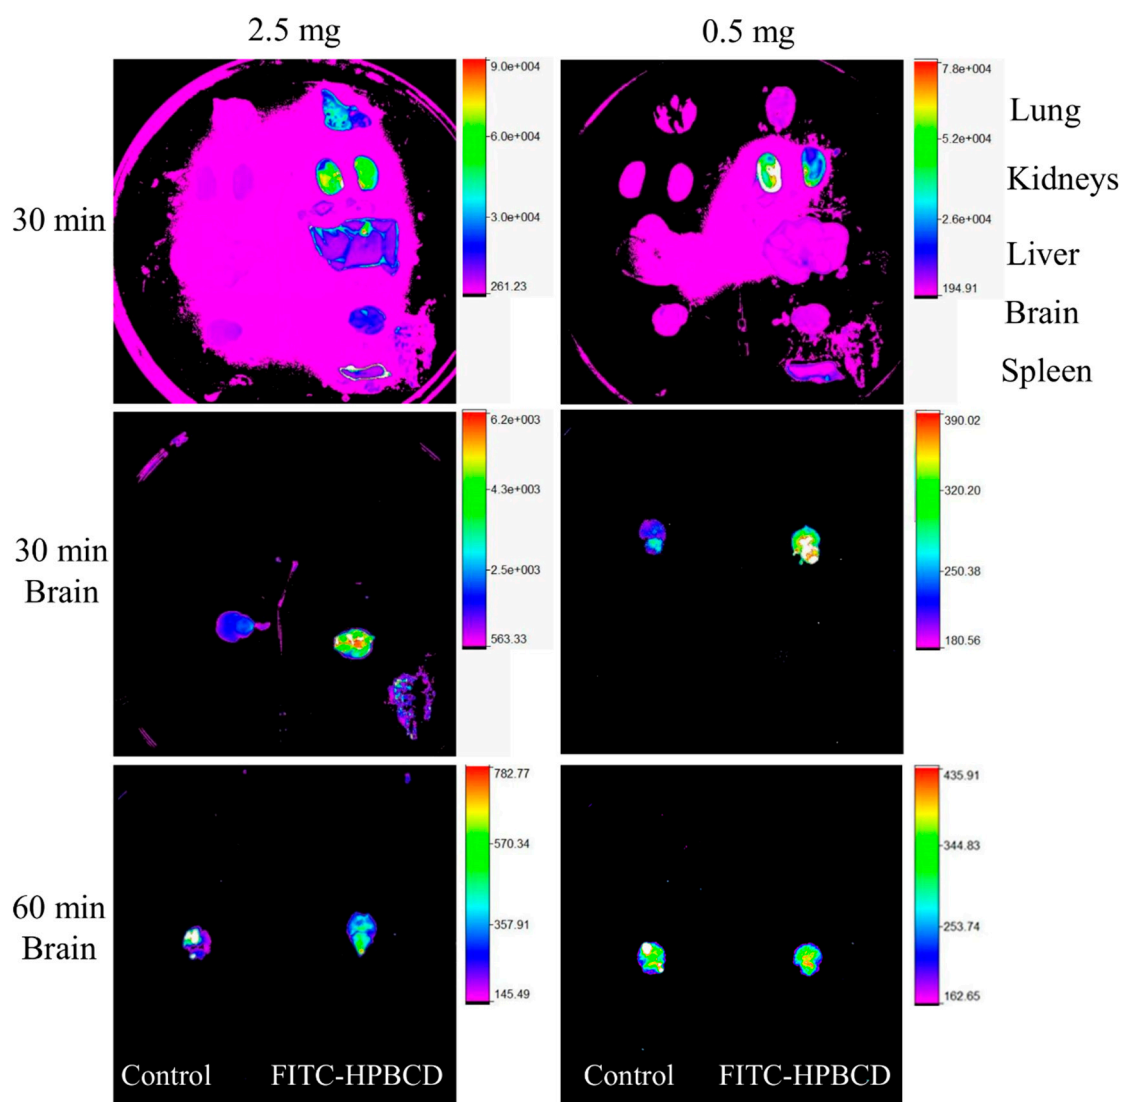 2.5 mg
0.5 mg
30 min
9.0e+004
6.0e+004
3.0e+004
261.23
7.8e+004
5.2e+004
2.6e+004
194.91
Lung
Kidneys
Liver
Brain
Spleen
30 min
Brain
6.2e+003
4.3e+003
2.5e+003
563.33
390.02
320.20
250.38
180.56
60 min
Brain
782.77
570.34
357.91
145.49
435.91
344.83
253.74
162.65
Control
FITC-HPBCD
Control
FITC-HPBCD